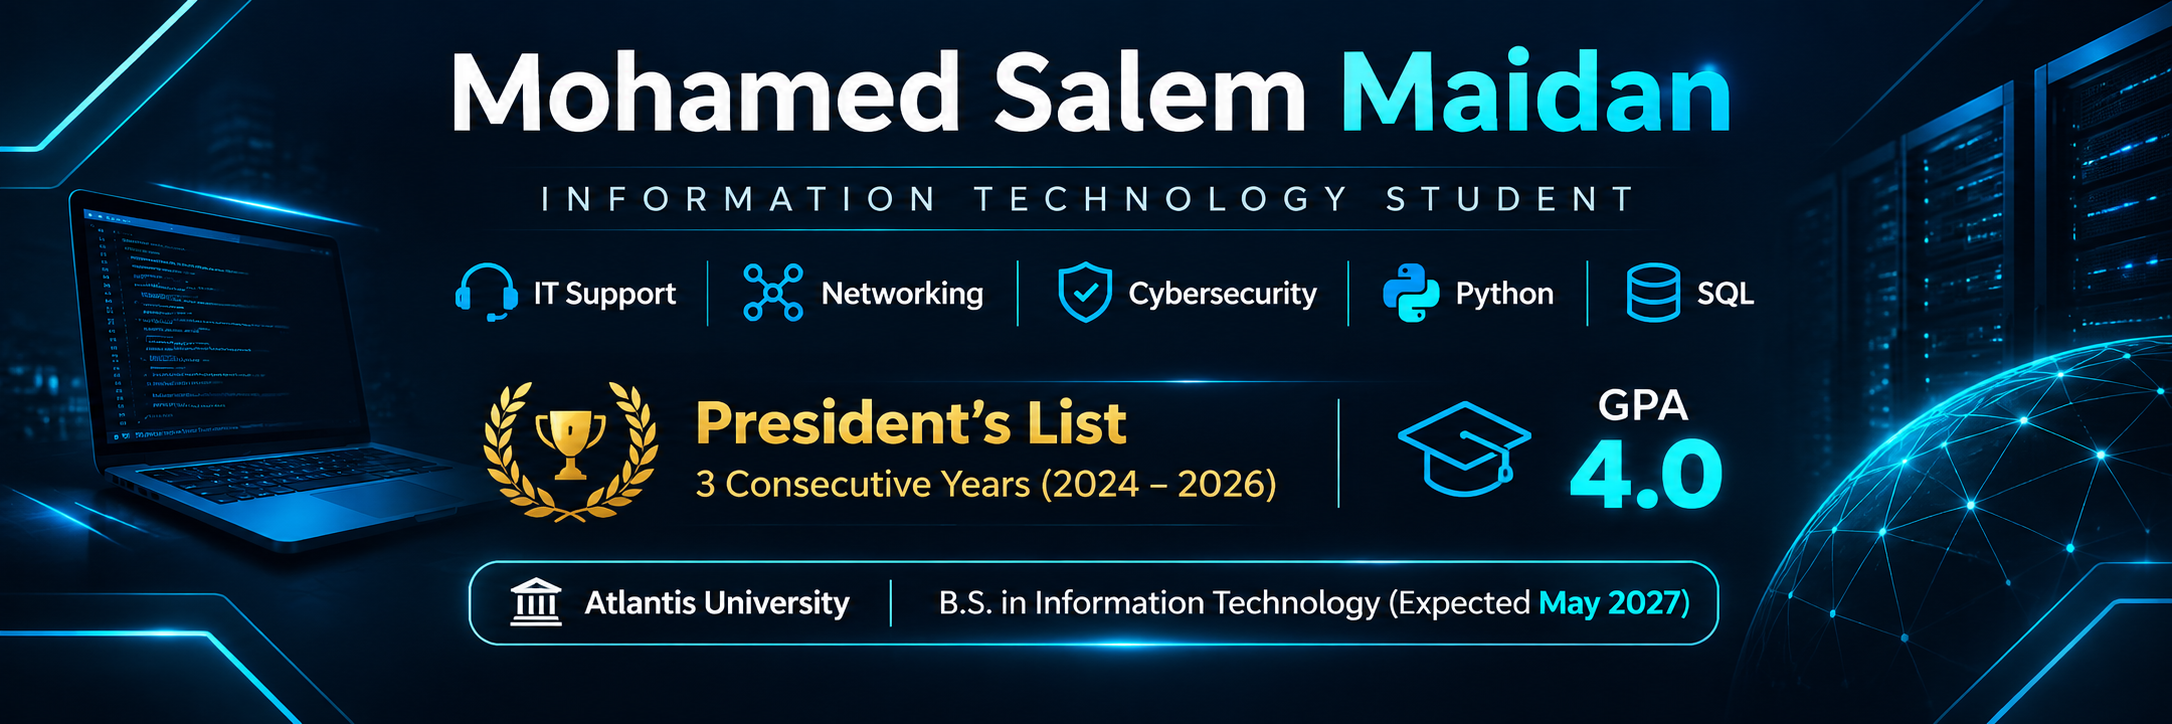 Mohamed Salem Maidan
INFORMATION TECHNOLOGY STUDENT
IT Support
Networking
Cybersecurity
Python
SQL
President’s List
3 Consecutive Years (2024 – 2026)
GPA
4.0
Atlantis University
B.S. in Information Technology (Expected May 2027)